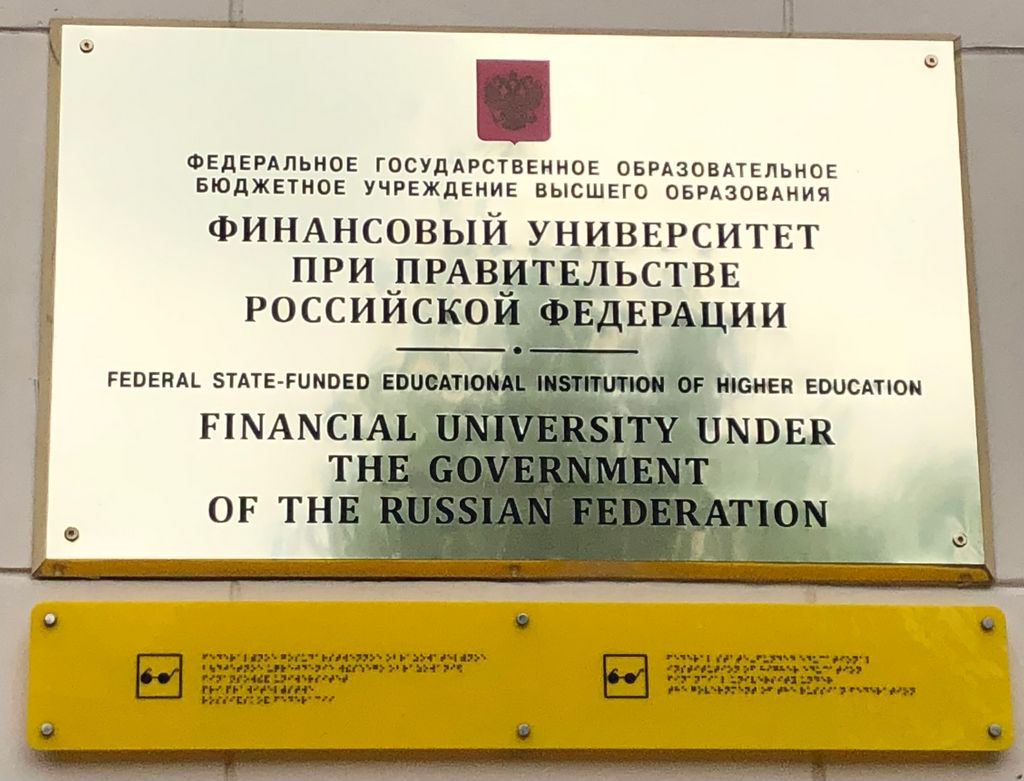 ФЕДЕРАЛЬНОЕ ГОСУДАРСТВЕННОЕ ОБРАЗОВАТЕЛЬНОЕ
БЮДЖЕТНОЕ УЧРЕЖДЕНИЕ ВЫСШЕГО ОБРАЗОВАНИЯ
ФИНАНСОВЫЙ УНИВЕРСИТЕТ
ПРИ ПРАВИТЕЛЬСТВЕ
РОССИЙСКОЙ ФЕДЕРАЦИИ
FEDERAL STATE-FUNDED EDUCATIONAL INSTITUTION OF HIGHER EDUCATION
FINANCIAL UNIVERSITY UNDER
THE GOVERNMENT
OF THE RUSSIAN FEDERATION